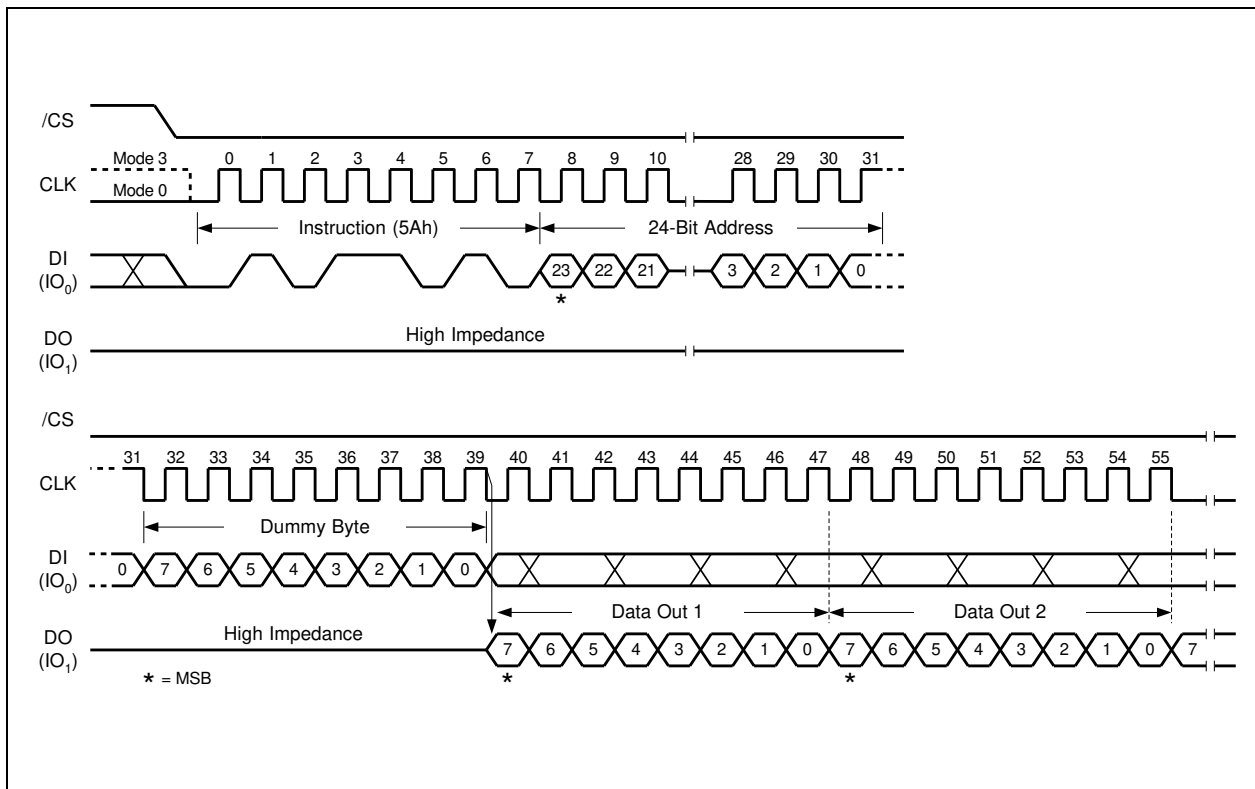 /CS
Mode 3 0 1 2 3 4 5 6 7 8 9 10 28 29 30 31
CLK
Mode 0
Instruction (5Ah) 24-Bit Address
DI
(IO0) 23 22 21 3 2 1 0
*
DO
(IO1)
High Impedance
/CS
31 32 33 34 35 36 37 38 39 40 41 42 43 44 45 46 47 48 49 50 51 52 53 54 55
CLK
Dummy Byte
DI
(IO0) 0 7 6 5 4 3 2 1 0
Data Out 1 Data Out 2
DO
(IO1)
High Impedance
7 6 5 4 3 2 1 0 7 6 5 4 3 2 1 0 7
* *
* = MSB